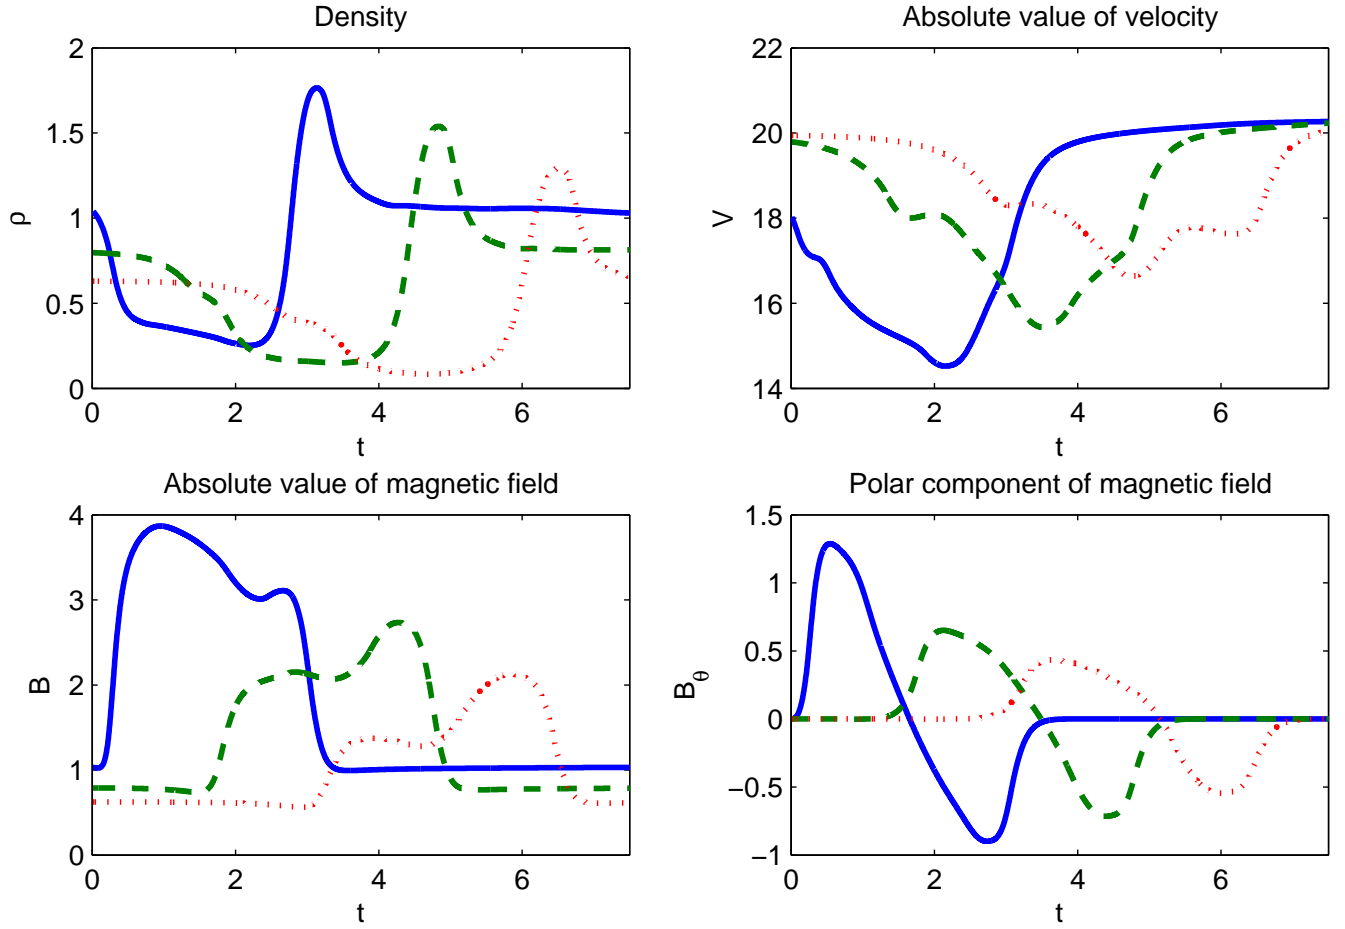 Density
2
1.5
1
0.5
0
ρ
0 2 4 6
t
Absolute value of velocity
22
20
18
16
14
V
0 2 4 6
t
Absolute value of magnetic field
4
3
2
1
0
B
0 2 4 6
t
Polar component of magnetic field
1.5
1
0.5
0
−0.5
−1
Bθ
0 2 4 6
t